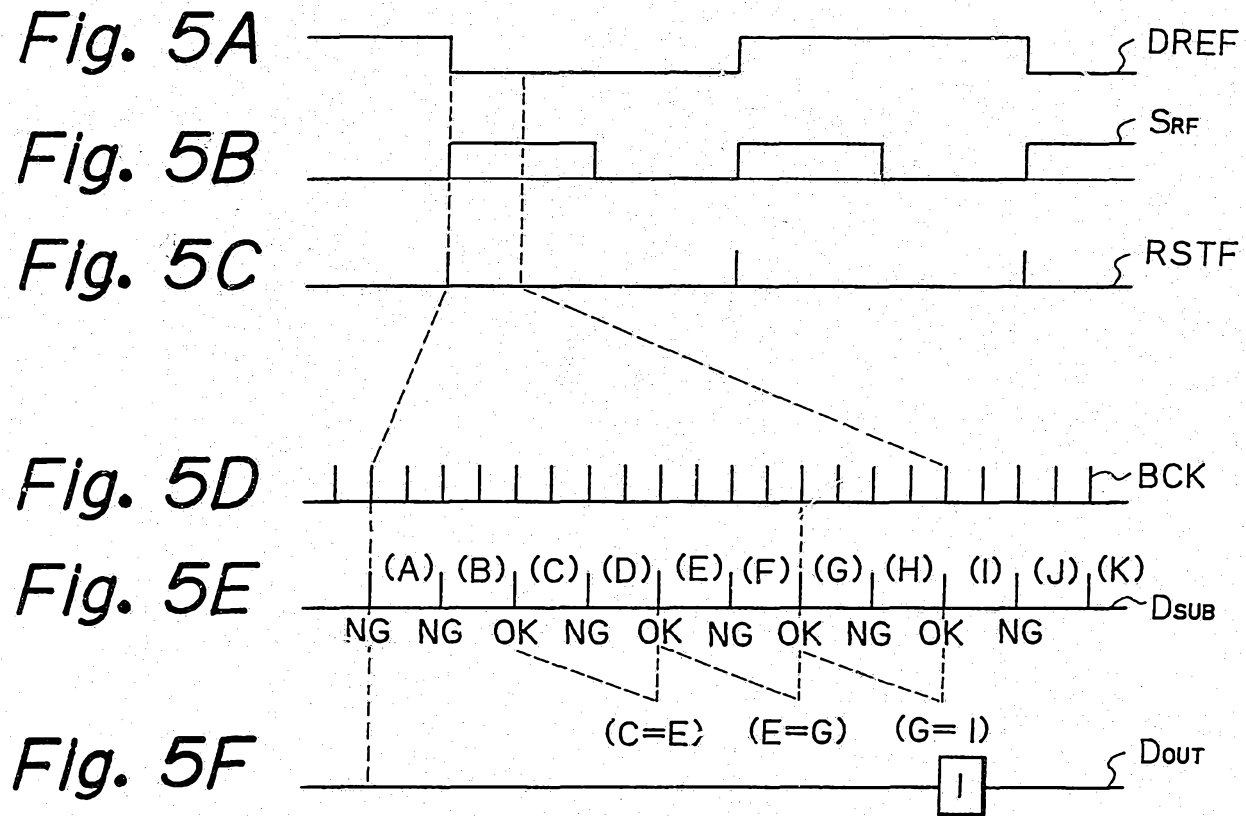 Fig. 5A
DREF
Fig. 5B
SRF
Fig. 5C
RSTF
Fig. 5D
BCK
Fig. 5E
(A) (B) (C) (D) (E) (F) (G) (H) (I) (J) (K)
DSUB
NG NG OK NG OK NG OK NG OK NG
(C=E) (E=G) (G=I)
Fig. 5F
I
DOUT